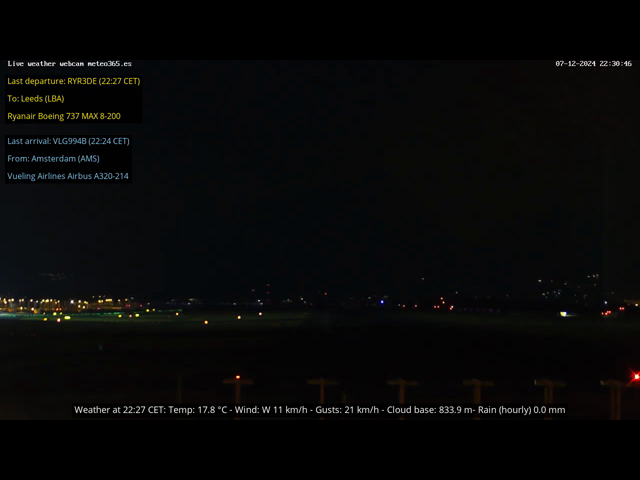 Live weather webcam meteo365.es
07-12-2024 22:30:46
Last departure: RYR3DE (22:27 CET)
To: Leeds (LBA)
Ryanair Boeing 737 MAX 8-200
Last arrival: VLG994B (22:24 CET)
From: Amsterdam (AMS)
Vueling Airlines Airbus A320-214
Weather at 22:27 CET: Temp: 17.8 °C - Wind: W 11 km/h - Gusts: 21 km/h - Cloud base: 833.9 m- Rain (hourly) 0.0 mm